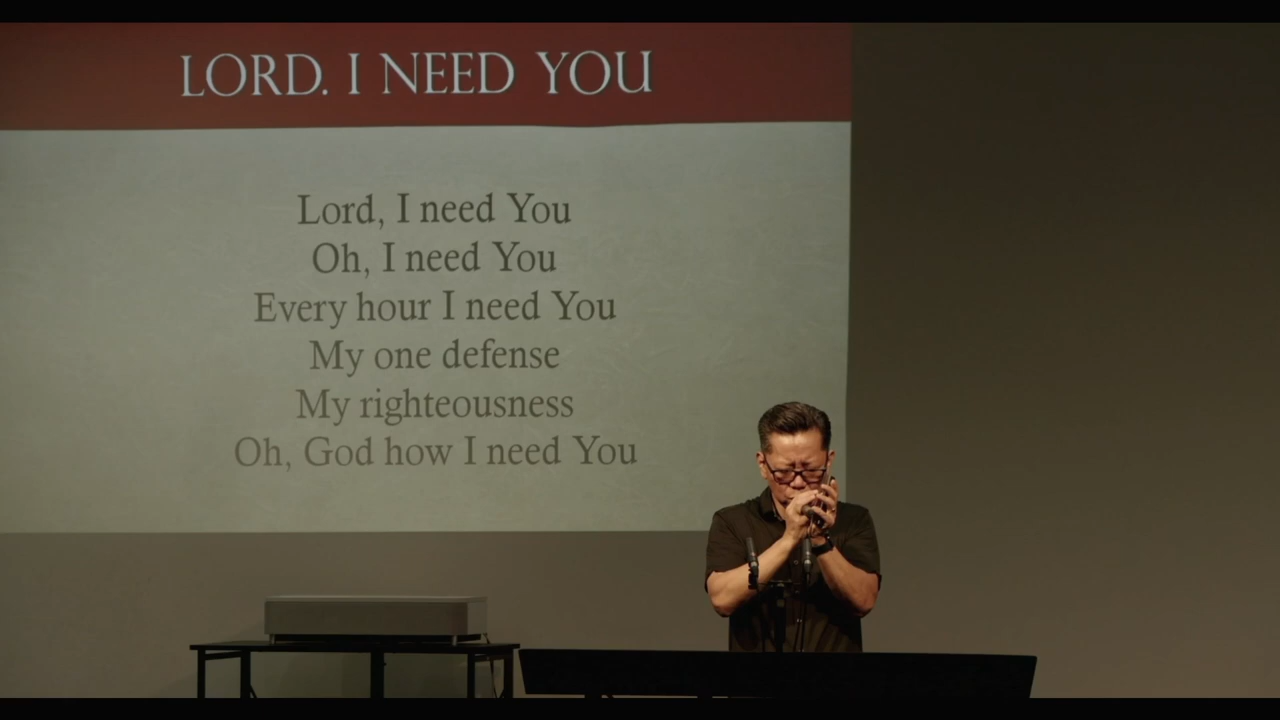 LORD. I NEED YOU
Lord, I need You
Oh, I need You
Every hour I need You
My one defense
My righteousness
Oh, God how I need You